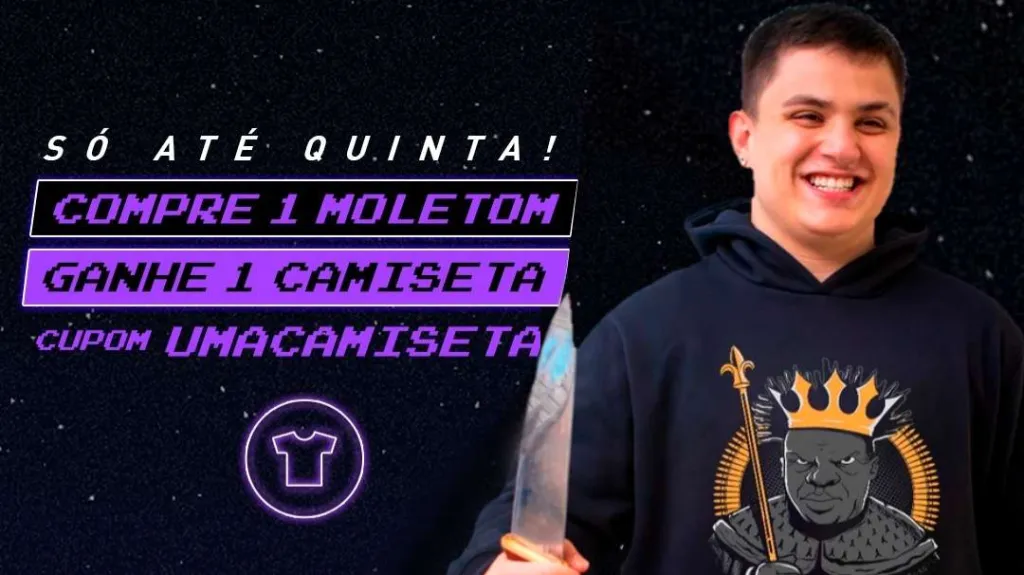 SÓ ATÉ QUINTA!
COMPRE 1 MOLETOM
GANHE 1 CAMISETA
CUPOM UMACAMISETA